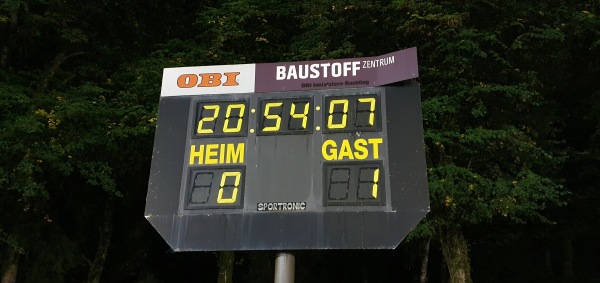 OBI BAUSTOFF ZENTRUM
20:54:07
HEIM GAST
0 1
SPORTRONIC